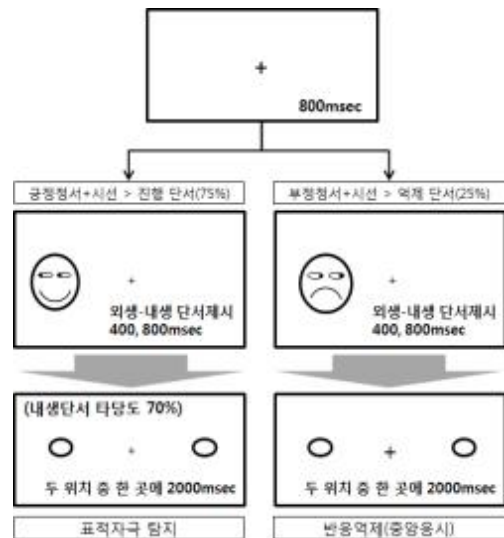 800msec
긍정정서+시선 > 진행 단서(75%)
부정정서+시선 > 억제 단서(25%)
외생-내생 단서제시
400, 800msec
외생-내생 단서제시
400, 800msec
(내생단서 타당도 70%)
두 위치 중 한 곳에 2000msec
두 위치 중 한 곳에 2000msec
표적자극 탐지
반응억제(중앙응시)